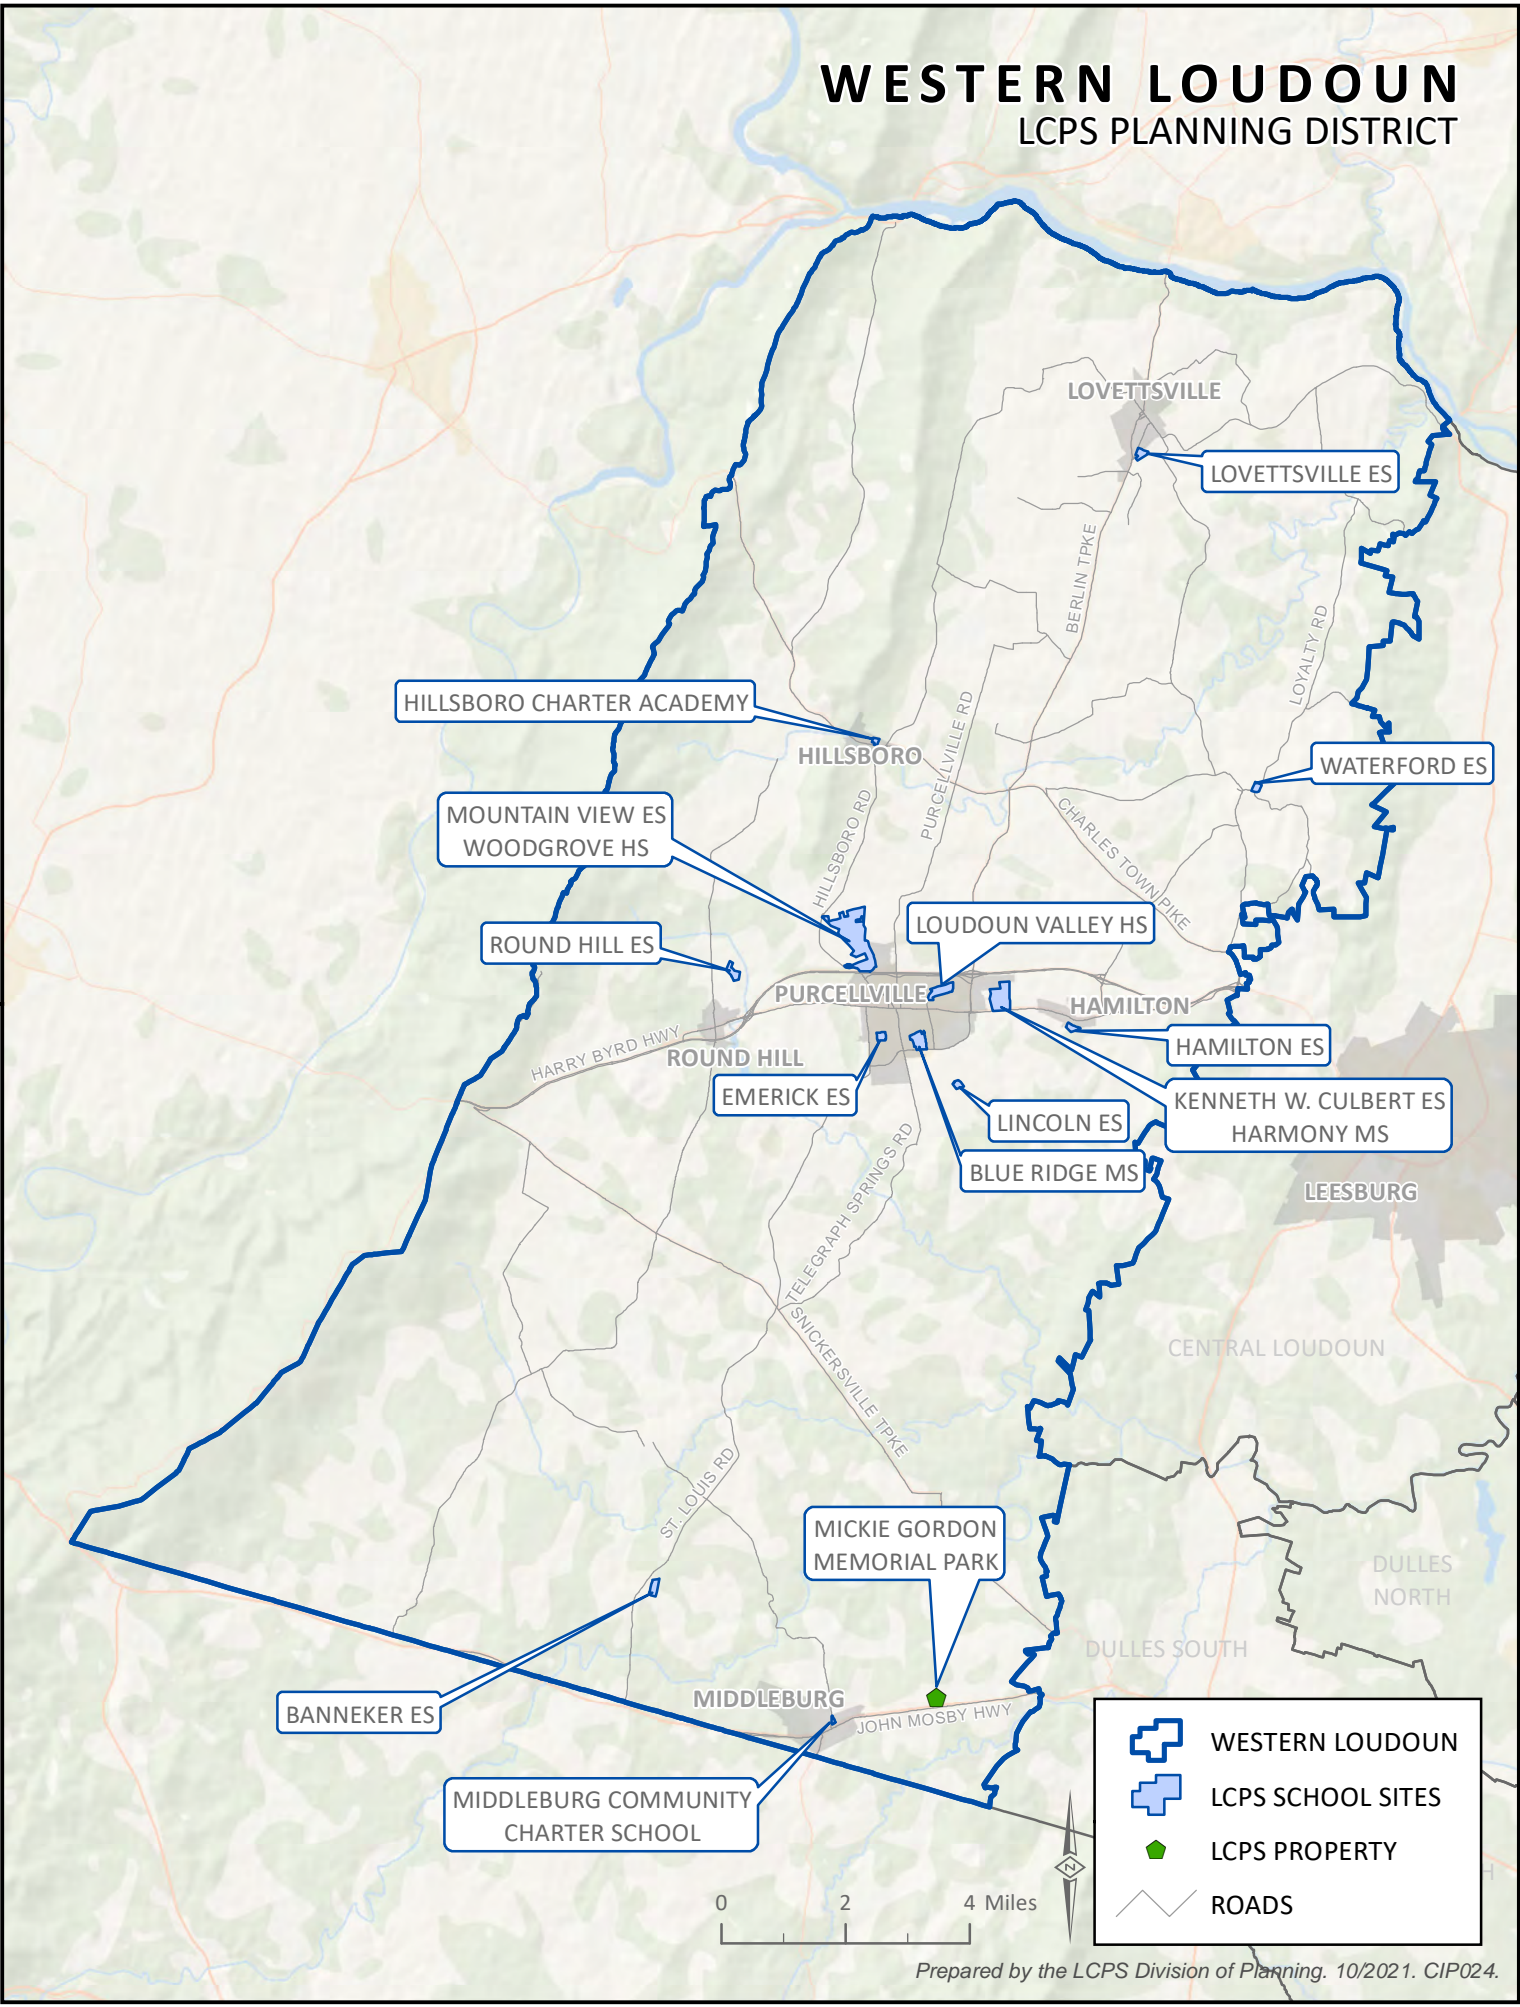 WESTERN LOUDOUN
LCPS PLANNING DISTRICT
LOVETTSVILLE
LOVETTSVILLE ES
BERLIN TPKE
LOYALTY RD
HILLSBORO CHARTER ACADEMY
HILLSBORO
PURCELLVILLE RD
WATERFORD ES
MOUNTAIN VIEW ES
WOODGROVE HS
HILLSBORO RD
CHARLES TOWN PIKE
LOUDOUN VALLEY HS
ROUND HILL ES
PURCELLVILLE
HAMILTON
HARRY BYRD HWY
ROUND HILL
HAMILTON ES
EMERICK ES
KENNETH W. CULBERT ES
HARMONY MS
LINCOLN ES
BLUE RIDGE MS
LEESBURG
TELEGRAPH SPRINGS RD
SNICKERSVILLE TPKE
CENTRAL LOUDOUN
ST. LOUIS RD
MICKIE GORDON
MEMORIAL PARK
DULLES
NORTH
DULLES SOUTH
BANNEKER ES
MIDDLEBURG
JOHN MOSBY HWY
MIDDLEBURG COMMUNITY
CHARTER SCHOOL
WESTERN LOUDOUN
LCPS SCHOOL SITES
LCPS PROPERTY
ROADS
N
0 2 4 Miles
Prepared by the LCPS Division of Planning. 10/2021. CIP024.